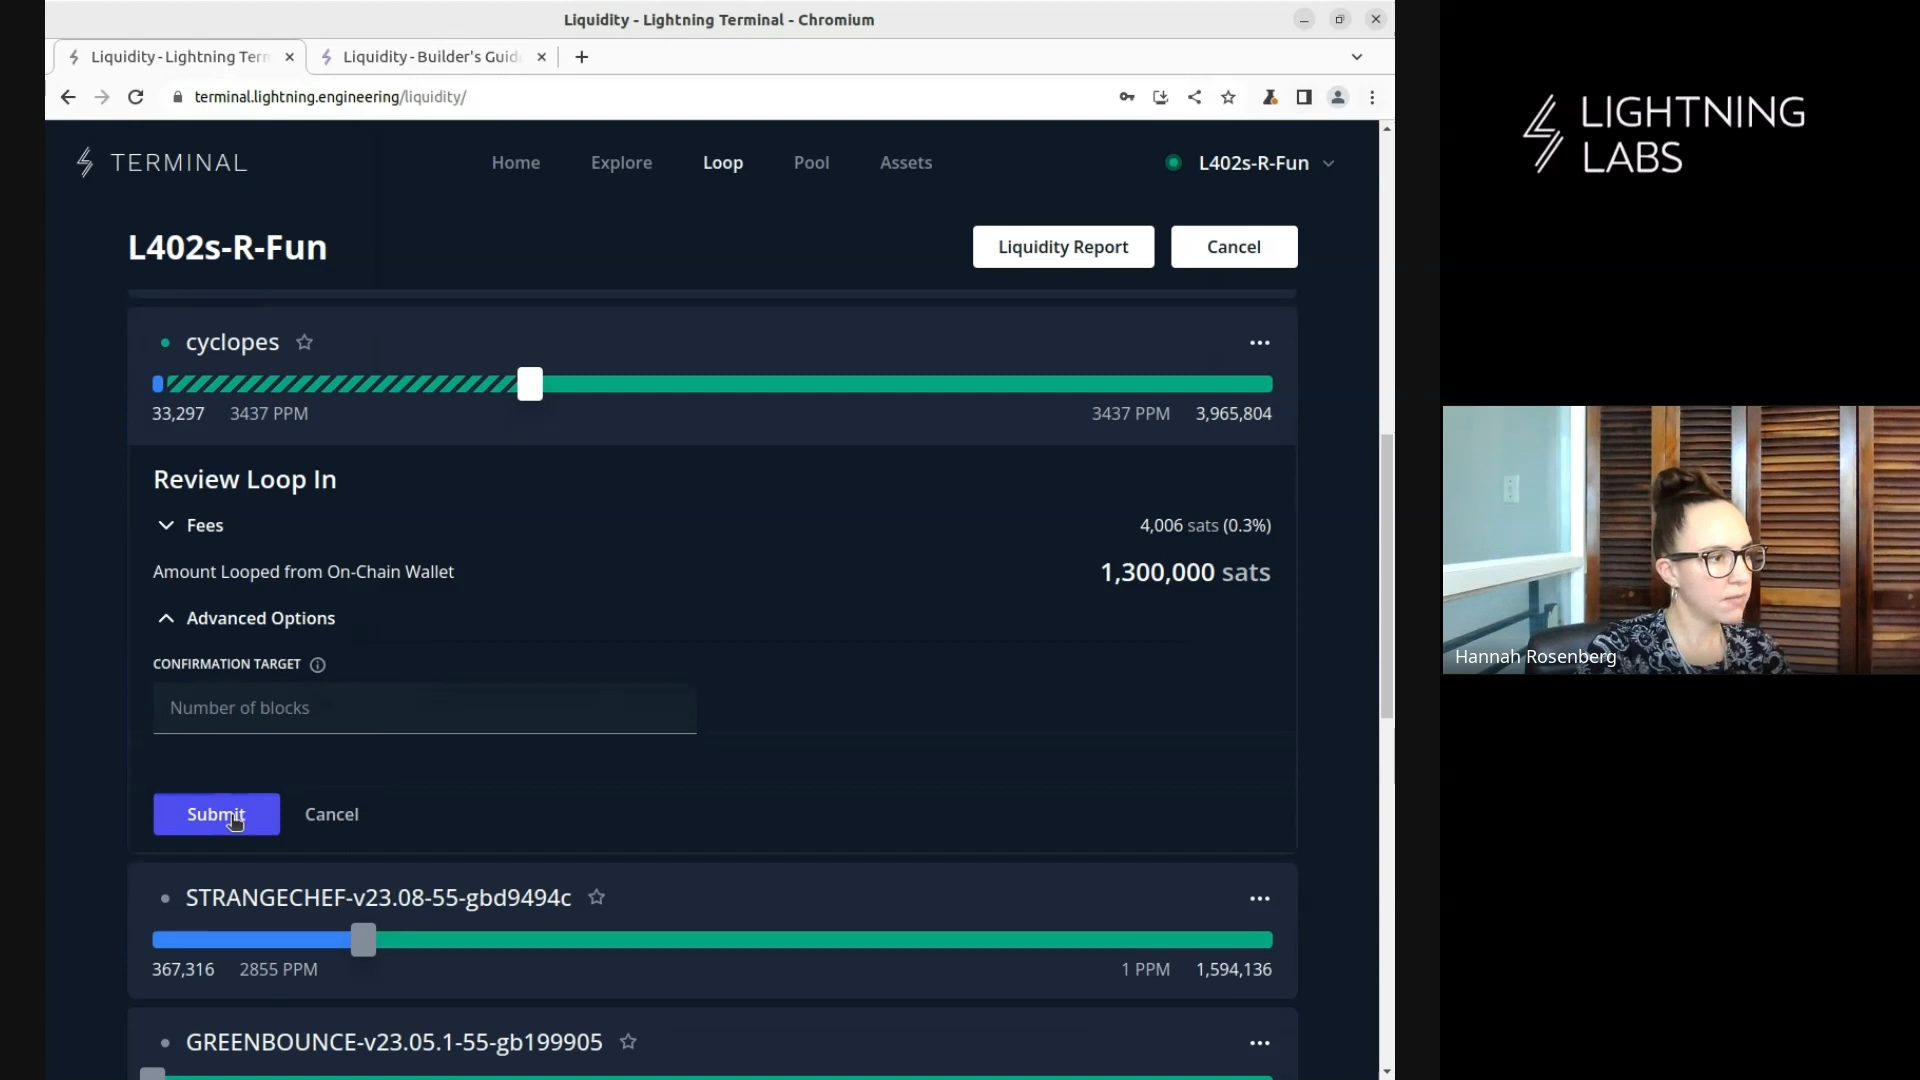 Liquidity - Lightning Terminal - Chromium
Liquidity - Lightning Tern
Liquidity - Builder's Guid
terminal.lightning.engineering/liquidity/
TERMINAL
Home
Explore
Loop
Pool
Assets
L402s-R-Fun
L402s-R-Fun
Liquidity Report
Cancel
cyclopes
33,297
3437 PPM
3437 PPM
3,965,804
Review Loop In
Fees
4,006 sats (0.3%)
Amount Looped from On-Chain Wallet
1,300,000 sats
Advanced Options
CONFIRMATION TARGET
Number of blocks
Submit
Cancel
STRANGECHEF-v23.08-55-gbd9494c
367,316
2855 PPM
1 PPM
1,594,136
GREENBOUNCE-v23.05.1-55-gb199905
LIGHTNING
LABS
Hannah Rosenberg